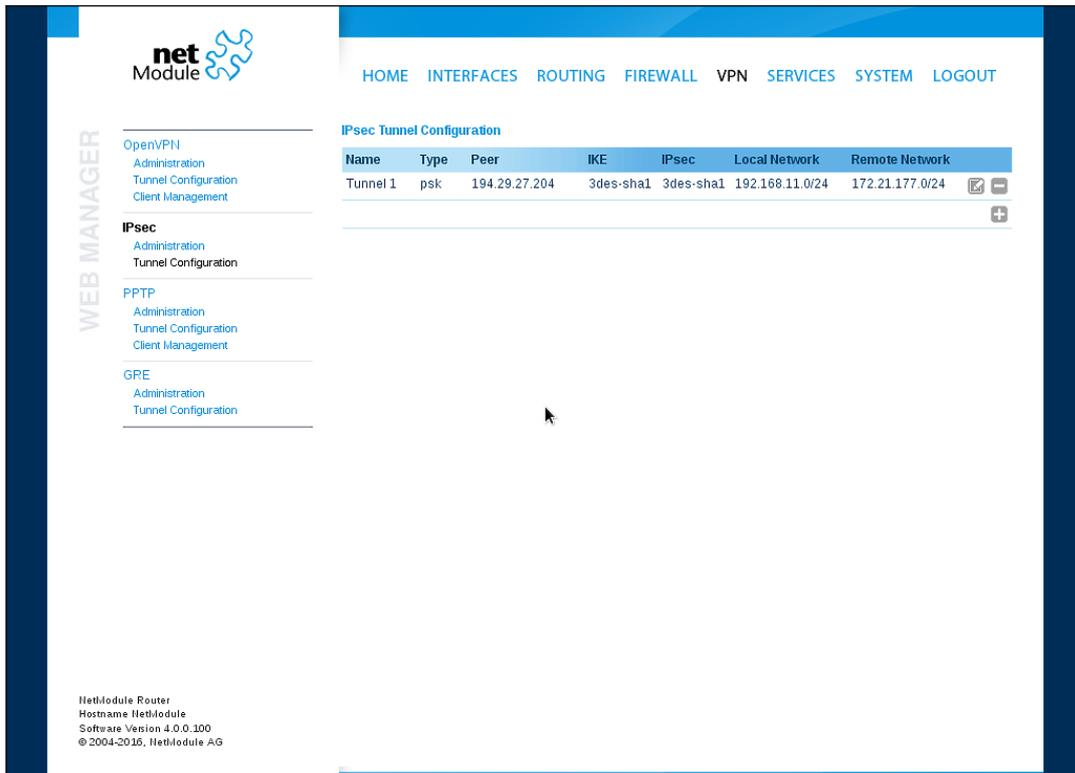 net
Module
HOME INTERFACES ROUTING FIREWALL VPN SERVICES SYSTEM LOGOUT
WEB MANAGER
OpenVPN
Administration
Tunnel Configuration
Client Management
IPsec
Administration
Tunnel Configuration
PPTP
Administration
Tunnel Configuration
Client Management
GRE
Administration
Tunnel Configuration
IPsec Tunnel Configuration
Name Type Peer IKE IPsec Local Network Remote Network
Tunnel 1 psk 194.29.27.204 3des-sha1 3des-sha1 192.168.11.0/24 172.21.177.0/24
NetModule Router
Hostname NetModule
Software Version 4.0.0.100
© 2004-2016, NetModule AG